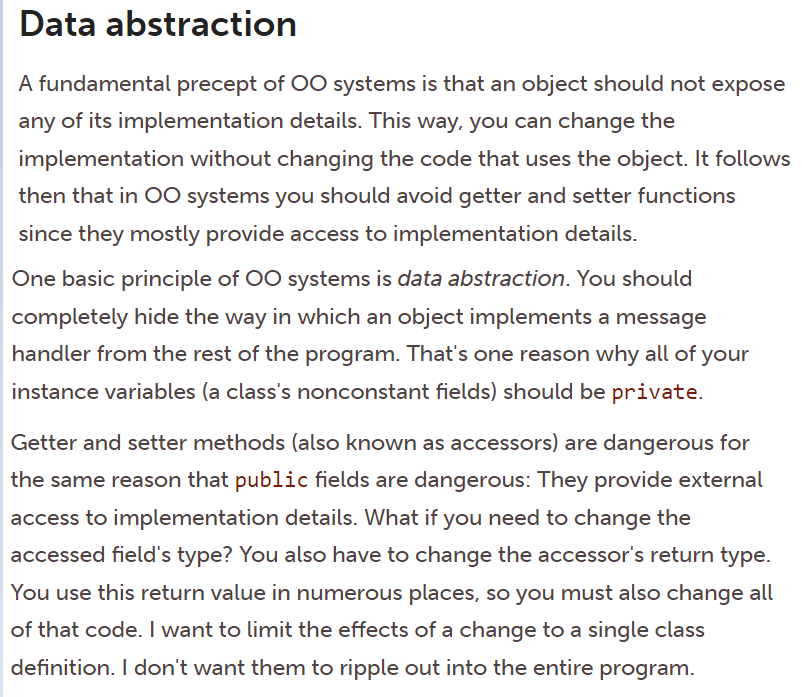 Data abstraction
A fundamental precept of OO systems is that an object should not expose
any of its implementation details. This way, you can change the
implementation without changing the code that uses the object. It follows
then that in OO systems you should avoid getter and setter functions
since they mostly provide access to implementation details.
One basic principle of OO systems is data abstraction. You should
completely hide the way in which an object implements a message
handler from the rest of the program. That's one reason why all of your
instance variables (a class's nonconstant fields) should be private.
Getter and setter methods (also known as accessors) are dangerous for
the same reason that public fields are dangerous: They provide external
access to implementation details. What if you need to change the
accessed field's type? You also have to change the accessor's return type.
You use this return value in numerous places, so you must also change all
of that code. I want to limit the effects of a change to a single class
definition. I don't want them to ripple out into the entire program.